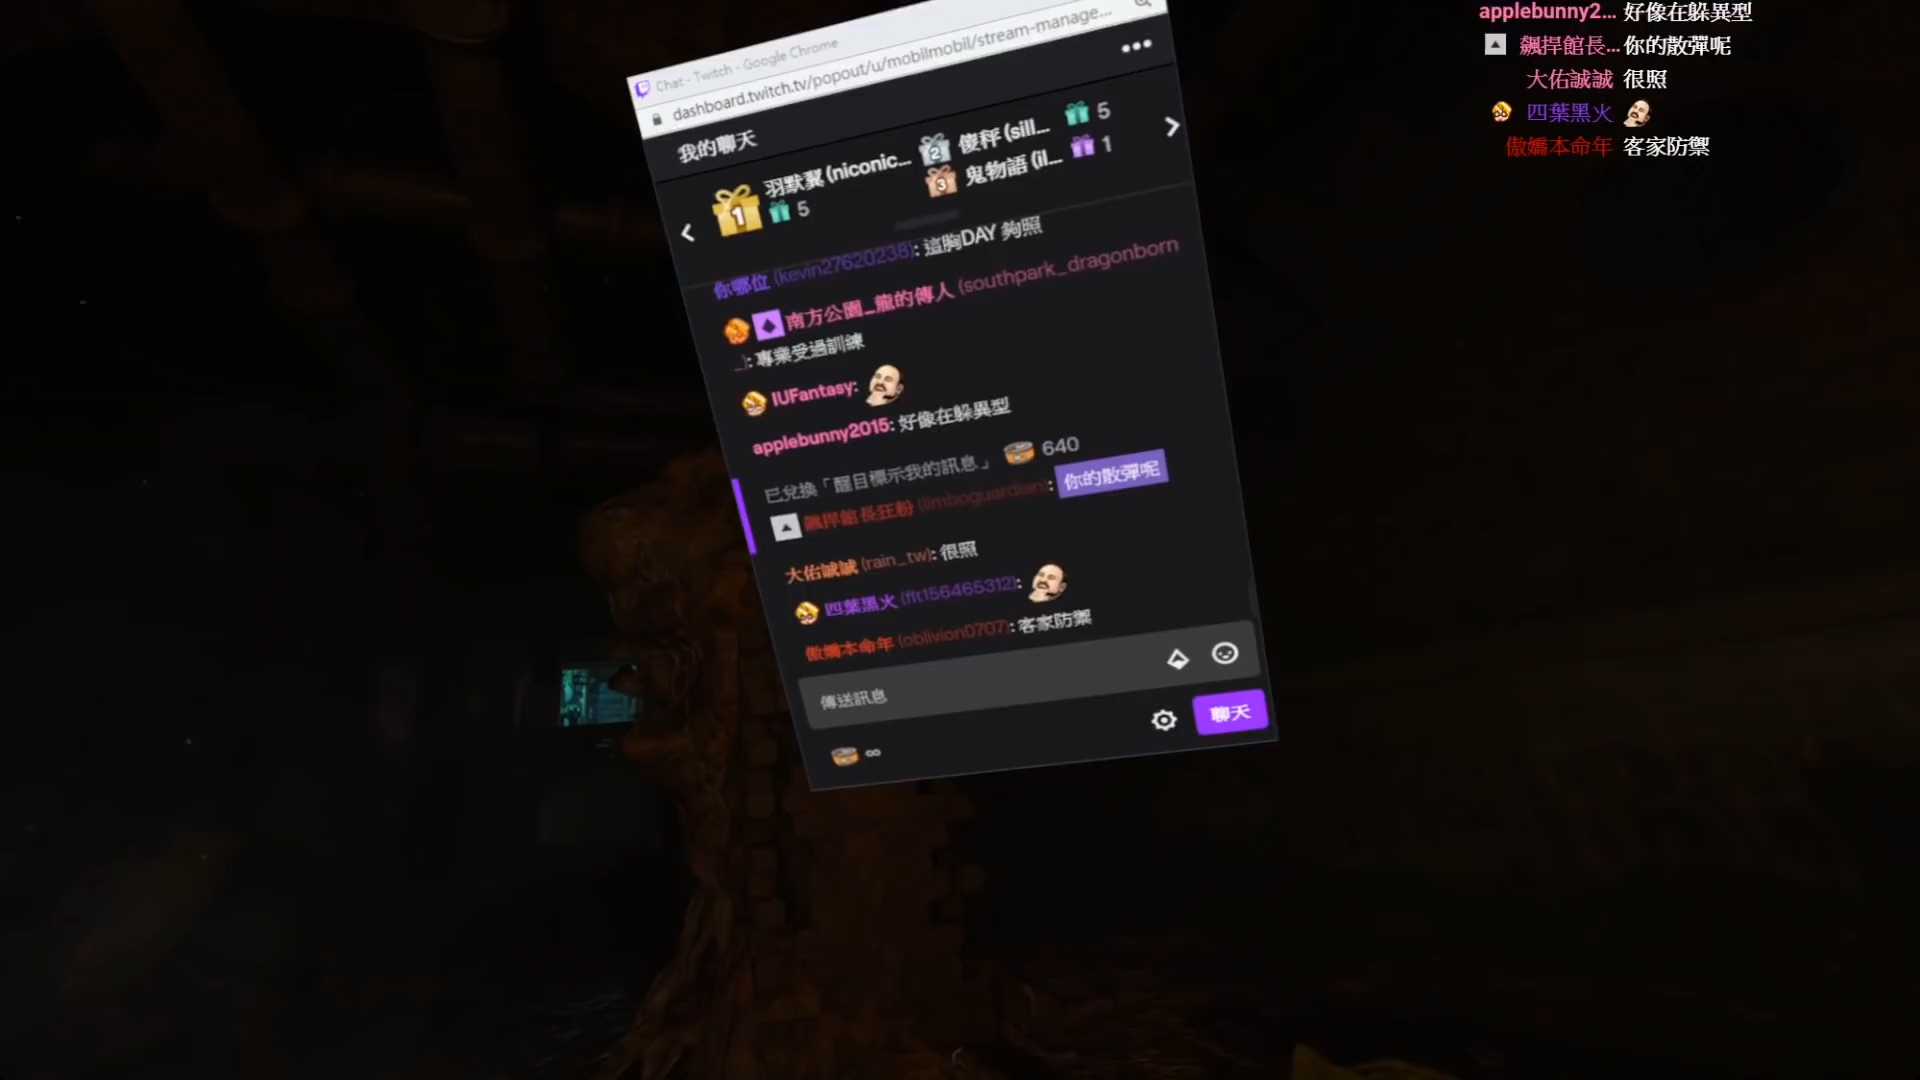 Chat - Twitch - Google Chrome
dashboard.twitch.tv/popout/u/mobilmobil/stream-manage...
我的聊天
1 羽默翼 (niconic... 5
2 傻秤 (sill... 5
3 鬼物語 (il... 1
你哪位 (kevin27620238): 這胸DAY 夠照
南方公園_龍的傳人 (southpark_dragonborn
_): 專業受過訓練
IUFantasy:
applebunny2015: 好像在躲異型
已兌換「醒目標示我的訊息」 640
飆捍館長狂粉 (limboguardian): 你的散彈呢
大佑誠誠 (rain_tw): 很照
四葉黑火 (flt156465312):
傲嬌本命年 (oblivion0707): 客家防禦
傳送訊息
聊天
∞
applebunny2... 好像在躲異型
飆捍館長... 你的散彈呢
大佑誠誠 很照
四葉黑火
傲嬌本命年 客家防禦